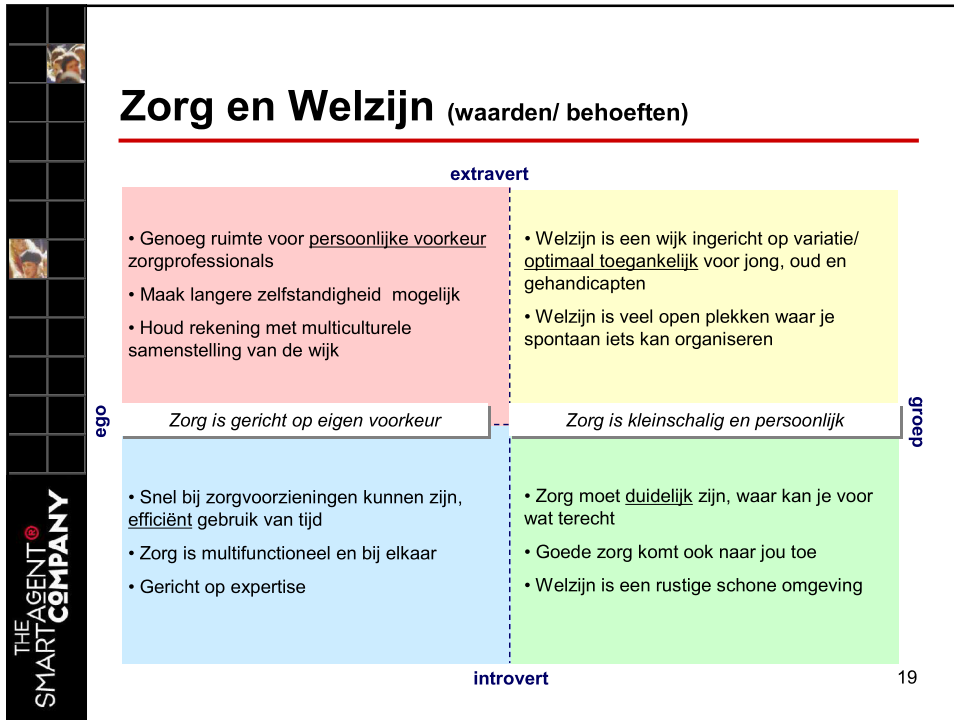 Zorg en Welzijn (waarden/ behoeften)
extravert
• Genoeg ruimte voor persoonlijke voorkeur
zorgprofessionals
• Maak langere zelfstandigheid  mogelijk
• Houd rekening met multiculturele
samenstelling van de wijk
• Welzijn is een wijk ingericht op variatie/
optimaal toegankelijk voor jong, oud en
gehandicapten
• Welzijn is veel open plekken waar je
spontaan iets kan organiseren
ego
Zorg is gericht op eigen voorkeur
Zorg is kleinschalig en persoonlijk
groep
• Snel bij zorgvoorzieningen kunnen zijn,
efficiënt gebruik van tijd
• Zorg is multifunctioneel en bij elkaar
• Gericht op expertise
• Zorg moet duidelijk zijn, waar kan je voor
wat terecht
• Goede zorg komt ook naar jou toe
• Welzijn is een rustige schone omgeving
introvert
19
THE
SMARTAGENT®
COMPANY